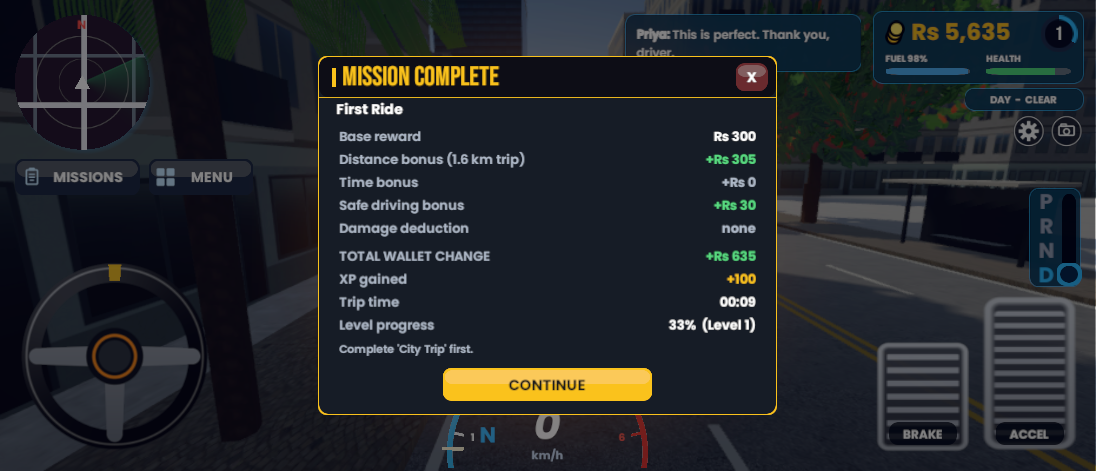 N
Priya: This is perfect. Thank you,
driver.
Rs 5,635
1
FUEL 98%
HEALTH
DAY - CLEAR
MISSIONS
MENU
MISSION COMPLETE
X
First Ride
Base reward Rs 300
Distance bonus (1.6 km trip) +Rs 305
Time bonus +Rs 0
Safe driving bonus +Rs 30
Damage deduction none
TOTAL WALLET CHANGE +Rs 635
XP gained +100
Trip time 00:09
Level progress 33% (Level 1)
Complete 'City Trip' first.
CONTINUE
P
R
N
D
1 N 0 6
km/h
BRAKE
ACCEL